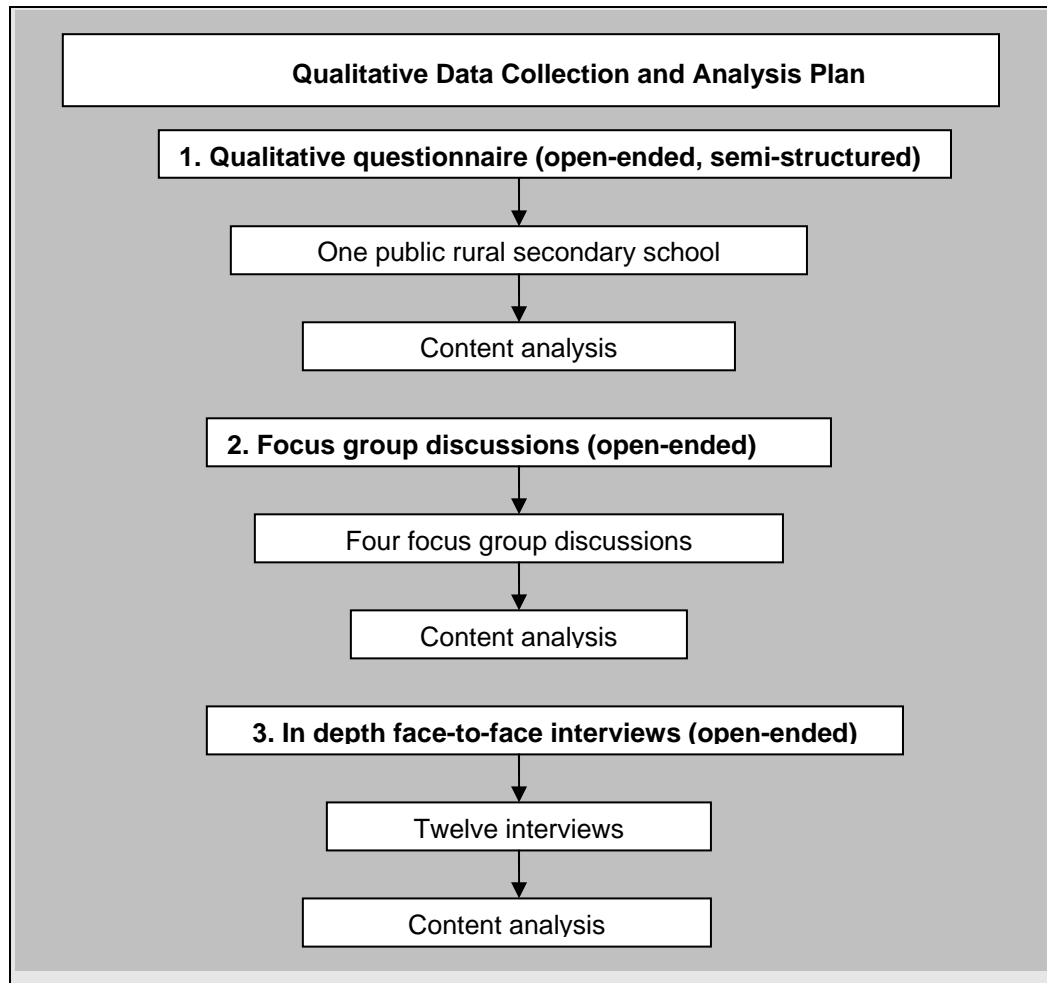 Qualitative Data Collection and Analysis Plan
1. Qualitative questionnaire (open-ended, semi-structured)
One public rural secondary school
Content analysis
2. Focus group discussions (open-ended)
Four focus group discussions
Content analysis
3. In depth face-to-face interviews (open-ended)
Twelve interviews
Content analysis